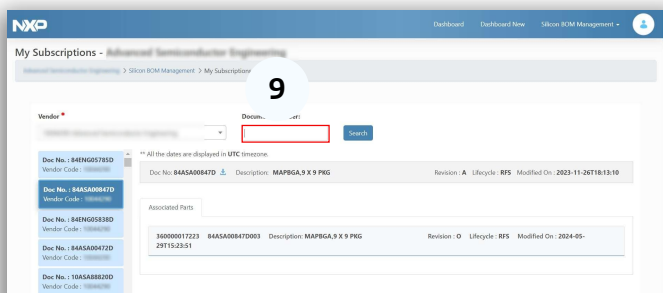 NXP
Dashboard Dashboard New Silicon BOM Management
My Subscriptions - Advanced Semiconductor Engineering
> Silicon BOM Management > My Subscriptions
9
Vendor *
Search
** All the dates are displayed in UTC timezone.
Doc No. : 84ENG05785D
Vendor Code :
Doc No. : 84ASA00847D
Vendor Code :
Doc No. : 84ENG05838D
Vendor Code :
Doc No. : 84ASA00472D
Vendor Code :
Doc No. : 10ASA88820D
Vendor Code :
Doc No: 84ASA00847D Description: MAPBGA,9 X 9 PKG Revision : A Lifecycle : RFS Modified On : 2023-11-26T18:13:10
Associated Parts
360000017223 84ASA00847D003 Description: MAPBGA,9 X 9 PKG Revision : O Lifecycle : RFS Modified On : 2024-05-
29T15:23:51